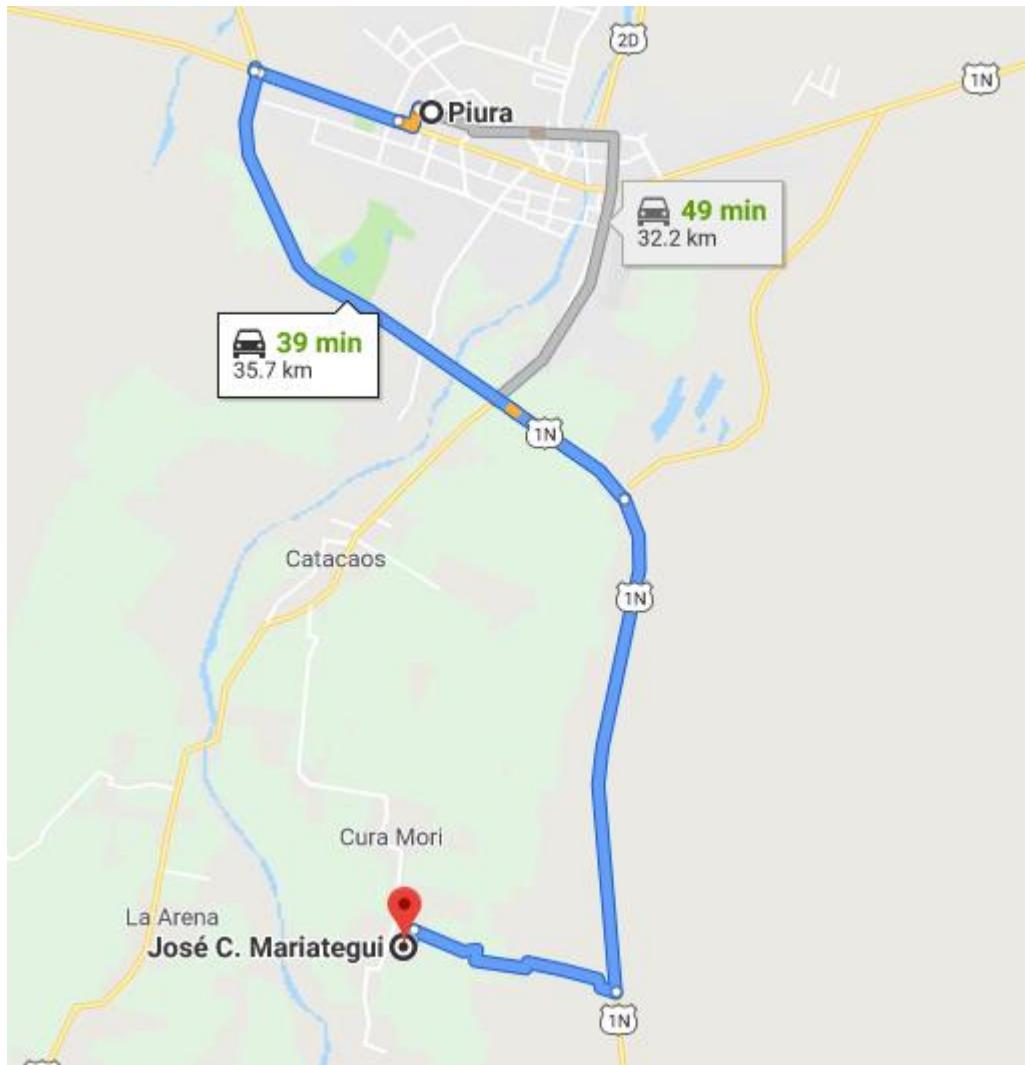 2D
1N
Piura
49 min
32.2 km
39 min
35.7 km
1N
Catacaos
1N
Cura Mori
La Arena
José C. Mariategui
1N